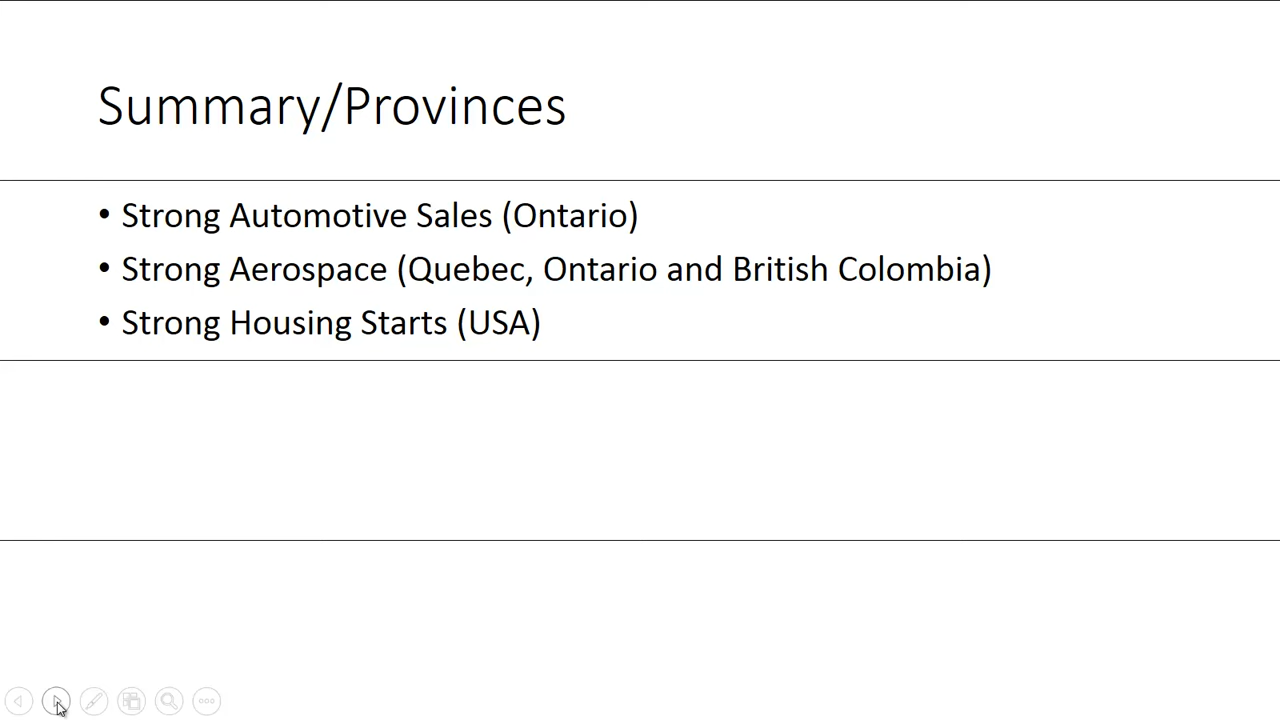 Summary/Provinces
• Strong Automotive Sales (Ontario)
• Strong Aerospace (Quebec, Ontario and British Colombia)
• Strong Housing Starts (USA)